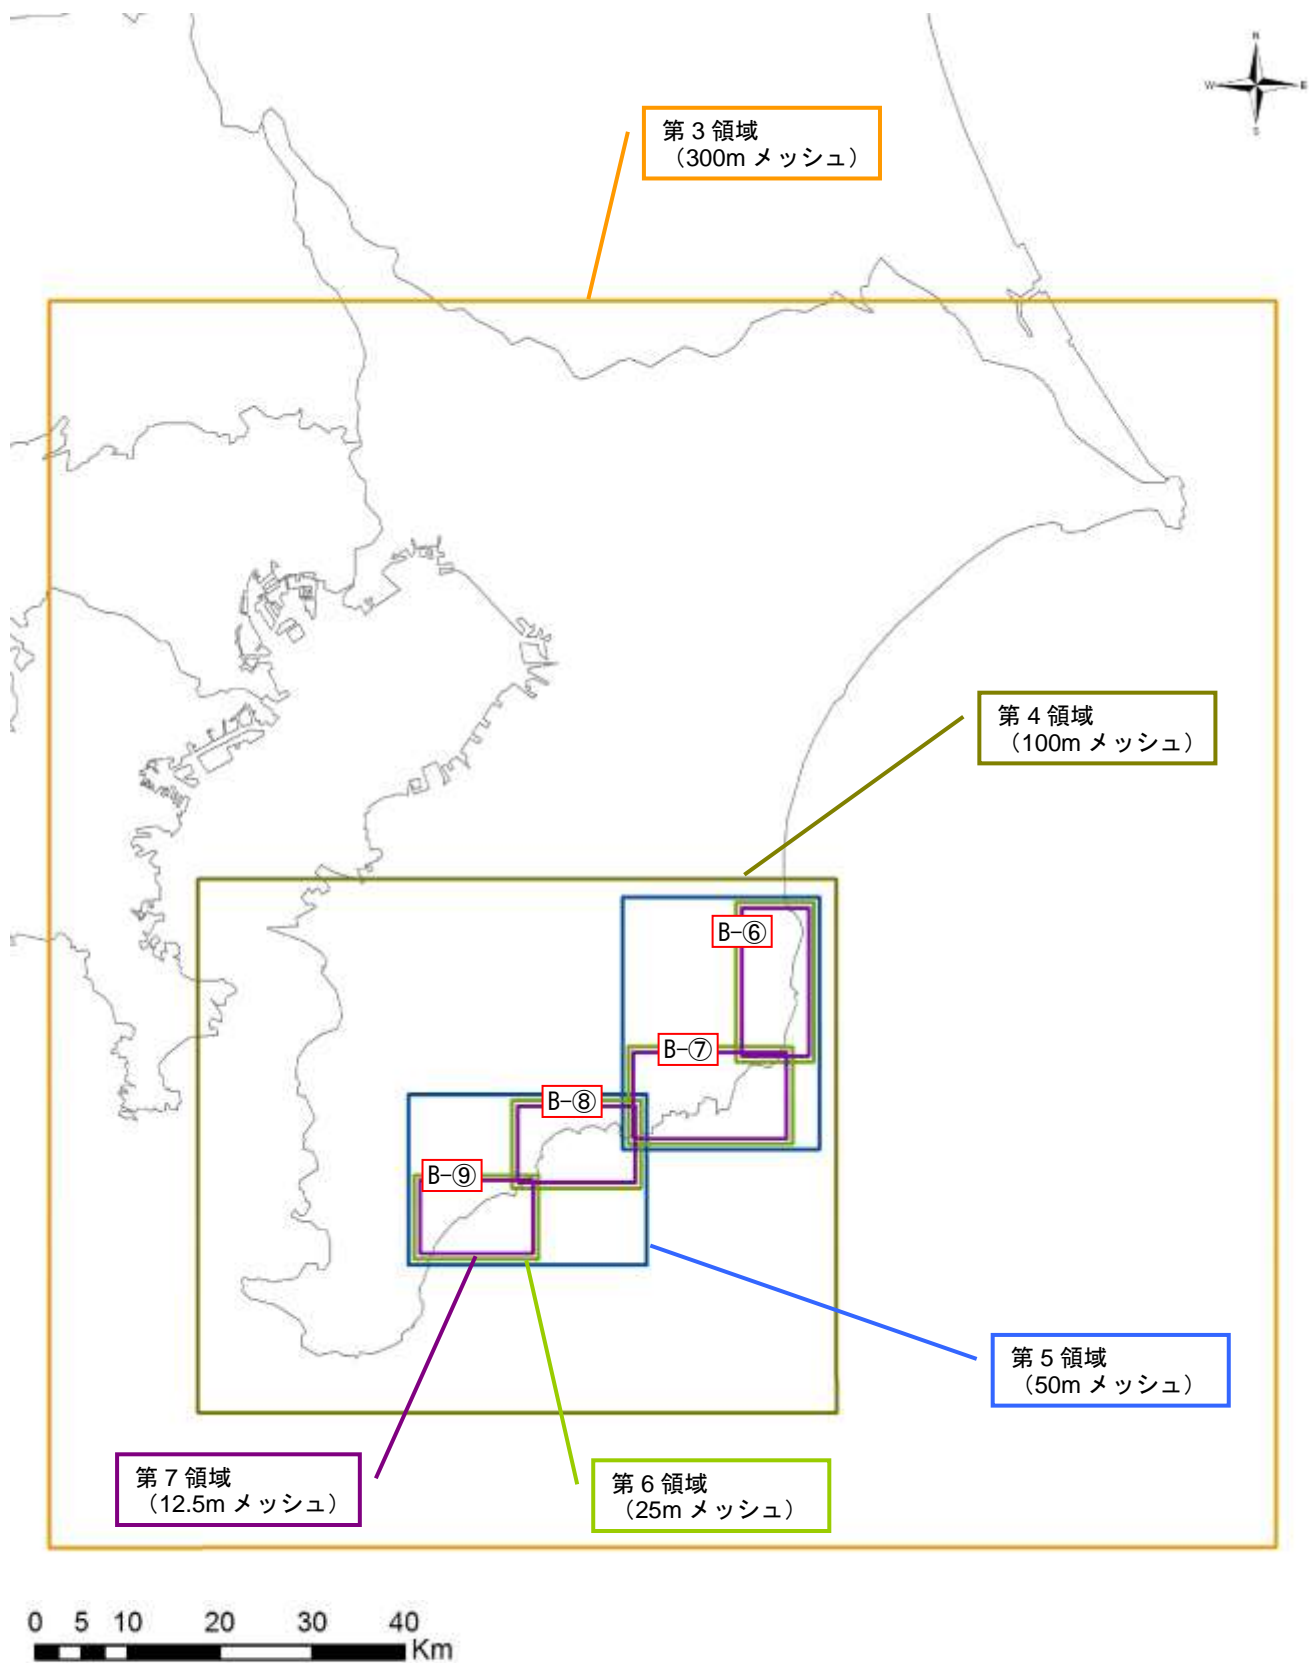 N
W
E
S
第3領域
（300m メッシュ）
第4領域
（100m メッシュ）
B-⑥
B-⑦
B-⑧
B-⑨
第5領域
（50m メッシュ）
第7領域
（12.5m メッシュ）
第6領域
（25m メッシュ）
0 5 10 20 30 40
Km